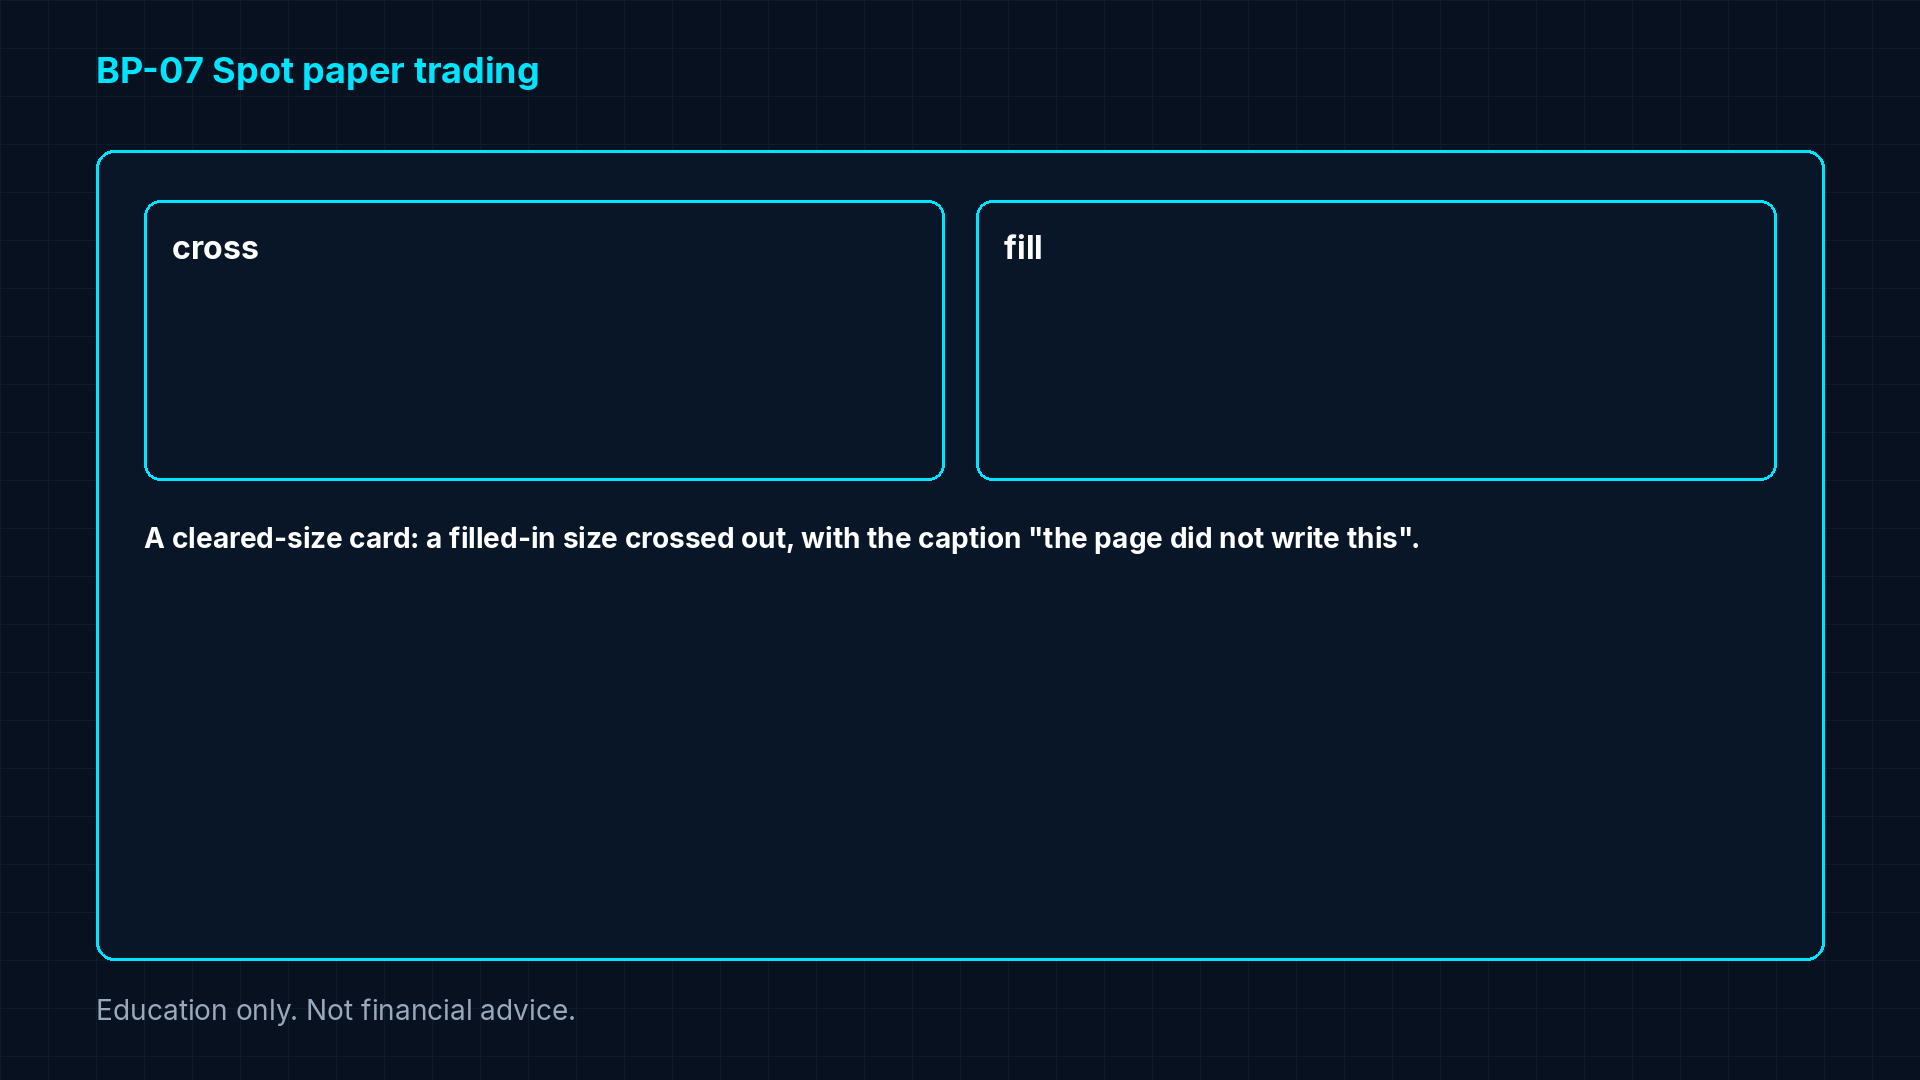 BP-07 Spot paper trading
cross
fill
A cleared-size card: a filled-in size crossed out, with the caption "the page did not write this".
Education only. Not financial advice.